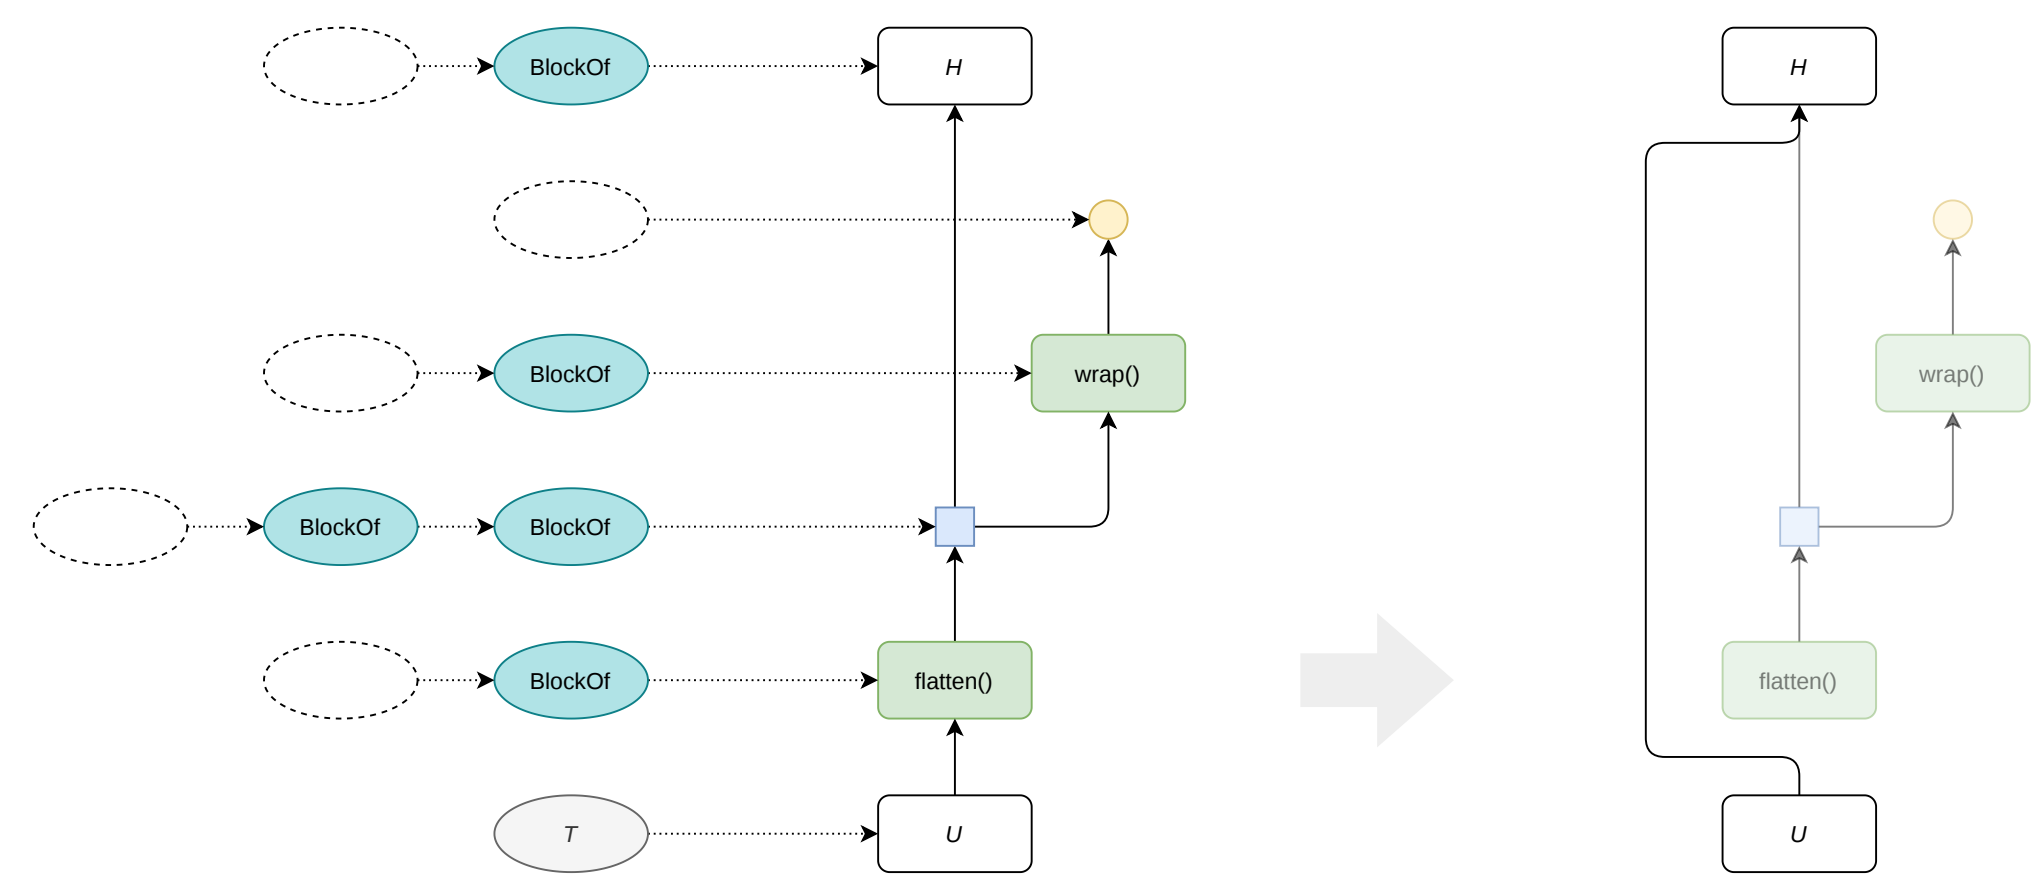 BlockOf
H
H
BlockOf
wrap()
wrap()
BlockOf
BlockOf
BlockOf
flatten()
flatten()
T
U
U